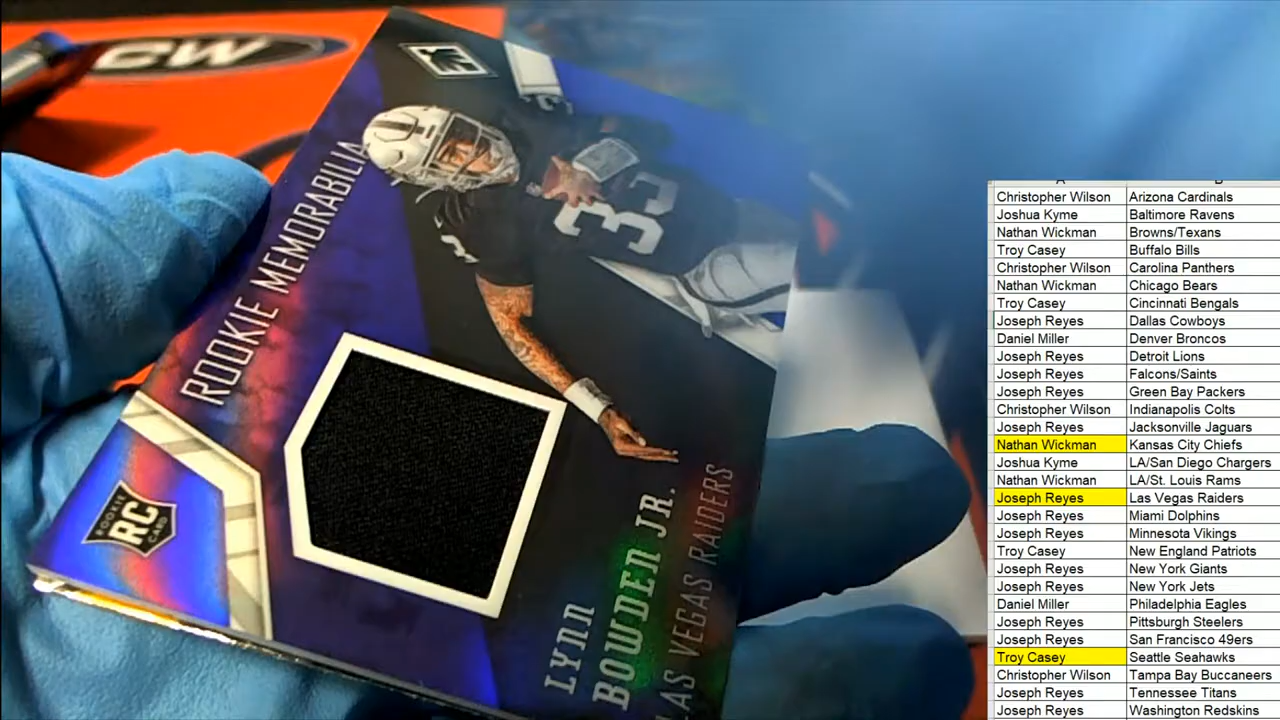 CW
ROOKIE MEMORABILIA
33
3
ROOKIE
RC
CARD
LYNN
BOWDEN JR.
LAS VEGAS RAIDERS
Christopher Wilson Arizona Cardinals
Joshua Kyme Baltimore Ravens
Nathan Wickman Browns/Texans
Troy Casey Buffalo Bills
Christopher Wilson Carolina Panthers
Nathan Wickman Chicago Bears
Troy Casey Cincinnati Bengals
Joseph Reyes Dallas Cowboys
Daniel Miller Denver Broncos
Joseph Reyes Detroit Lions
Joseph Reyes Falcons/Saints
Joseph Reyes Green Bay Packers
Christopher Wilson Indianapolis Colts
Joseph Reyes Jacksonville Jaguars
Nathan Wickman Kansas City Chiefs
Joshua Kyme LA/San Diego Chargers
Nathan Wickman LA/St. Louis Rams
Joseph Reyes Las Vegas Raiders
Joseph Reyes Miami Dolphins
Joseph Reyes Minnesota Vikings
Troy Casey New England Patriots
Joseph Reyes New York Giants
Joseph Reyes New York Jets
Daniel Miller Philadelphia Eagles
Joseph Reyes Pittsburgh Steelers
Joseph Reyes San Francisco 49ers
Troy Casey Seattle Seahawks
Christopher Wilson Tampa Bay Buccaneers
Joseph Reyes Tennessee Titans
Joseph Reyes Washington Redskins